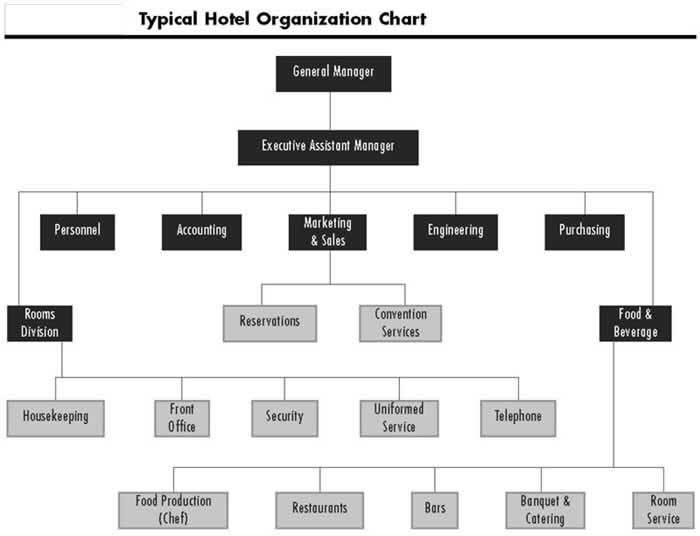 Typical Hotel Organization Chart
General Manager
Executive Assistant Manager
Personnel
Accounting
Marketing
& Sales
Engineering
Purchasing
Rooms
Division
Reservations
Convention
Services
Food &
Beverage
Housekeeping
Front
Office
Security
Uniformed
Service
Telephone
Food Production
(Chef)
Restaurants
Bars
Banquet &
Catering
Room
Service